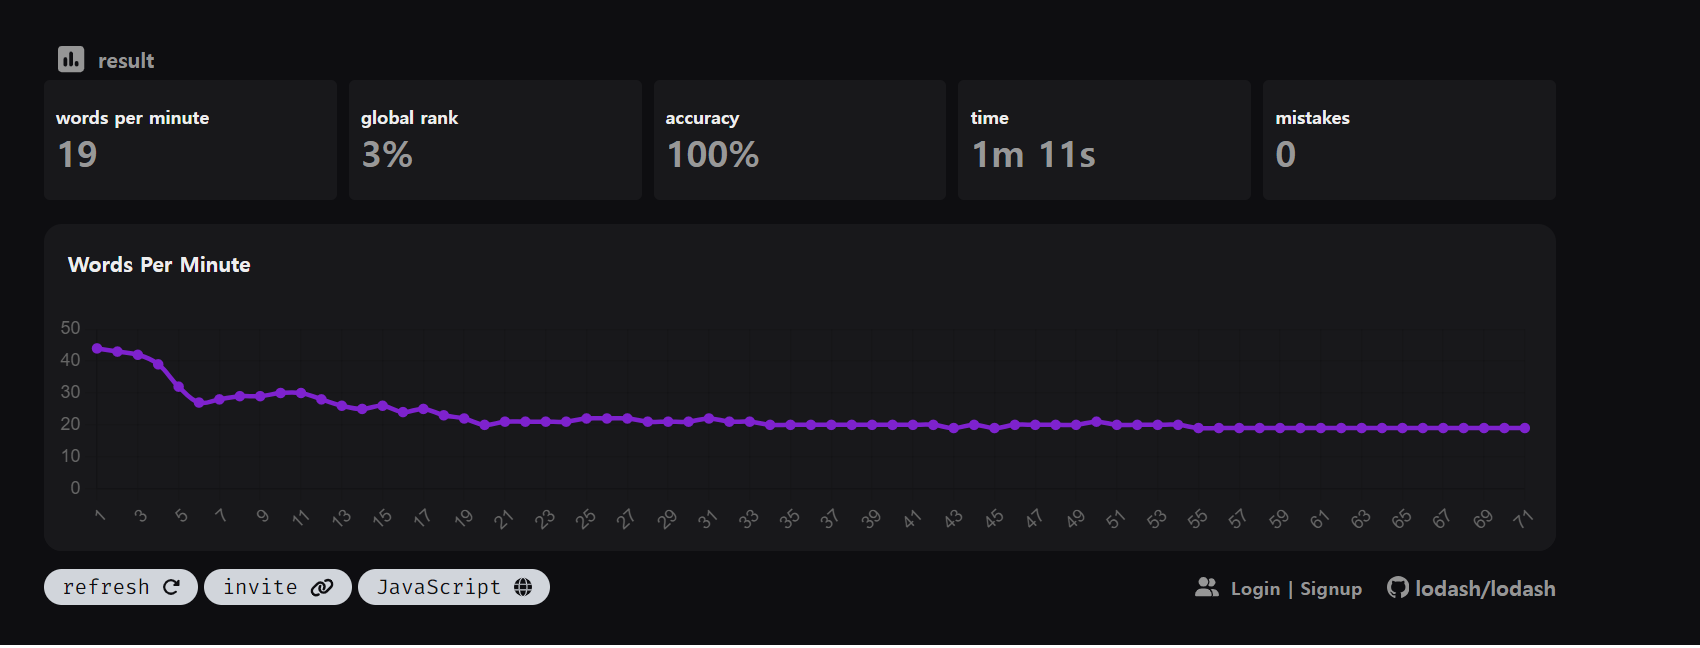 result
words per minute
19
global rank
3%
accuracy
100%
time
1m 11s
mistakes
0
Words Per Minute
50
40
30
20
10
0
1 3 5 7 9 11 13 15 17 19 21 23 25 27 29 31 33 35 37 39 41 43 45 47 49 51 53 55 57 59 61 63 65 67 69 71
refresh invite JavaScript Login | Signup lodash/lodash